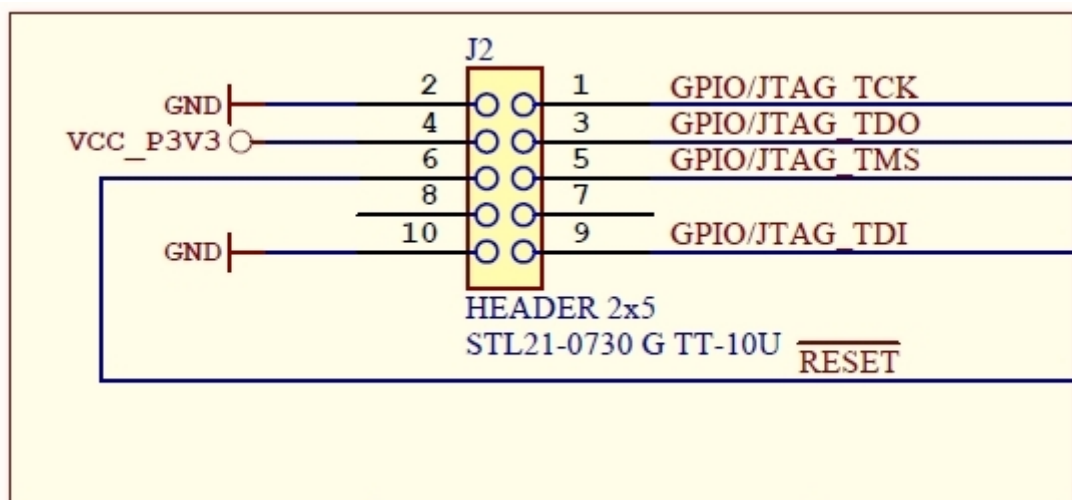 J2
GND 2 1 GPIO/JTAG_TCK
VCC_P3V3 4 3 GPIO/JTAG_TDO
6 5 GPIO/JTAG_TMS
8 7
GND 10 9 GPIO/JTAG_TDI
HEADER 2x5
STL21-0730 G TT-10U
RESET